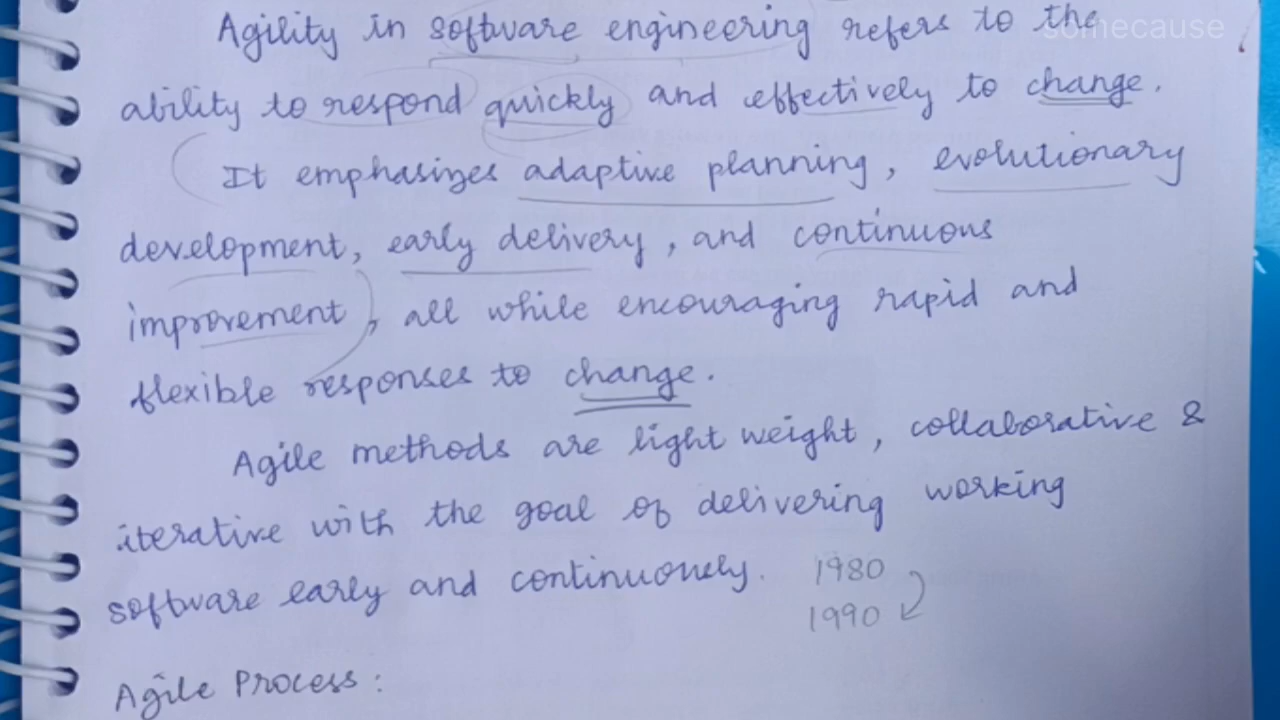 somecause
Agility in software engineering refers to the
ability to respond quickly and effectively to change.
It emphasizes adaptive planning, evolutionary
development, early delivery, and continuous
improvement, all while encouraging rapid and
flexible responses to change.
Agile methods are light weight, collaborative &
iterative with the goal of delivering working
software early and continuously.
1980
1990
Agile Process: